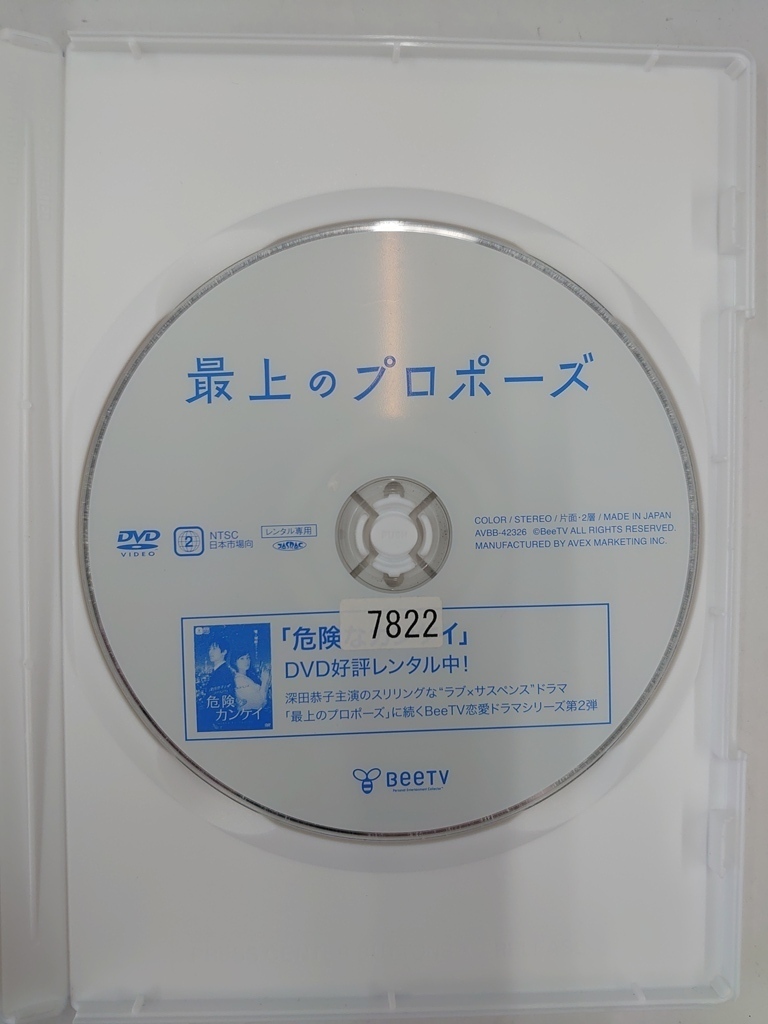 最上のプロポーズ
DVD
VIDEO
2
NTSC
日本市場向
レンタル専用
COLOR / STEREO / 片面・2層 / MADE IN JAPAN
AVBB-42326 ©BeeTV ALL RIGHTS RESERVED.
MANUFACTURED BY AVEX MARKETING INC.
7822
「危険 イ」
DVD好評レンタル中!
深田恭子主演のスリリングな“ラブ×サスペンス”ドラマ
「最上のプロポーズ」に続くBeeTV恋愛ドラマシリーズ第2弾
危険
カンケイ
BeeTV